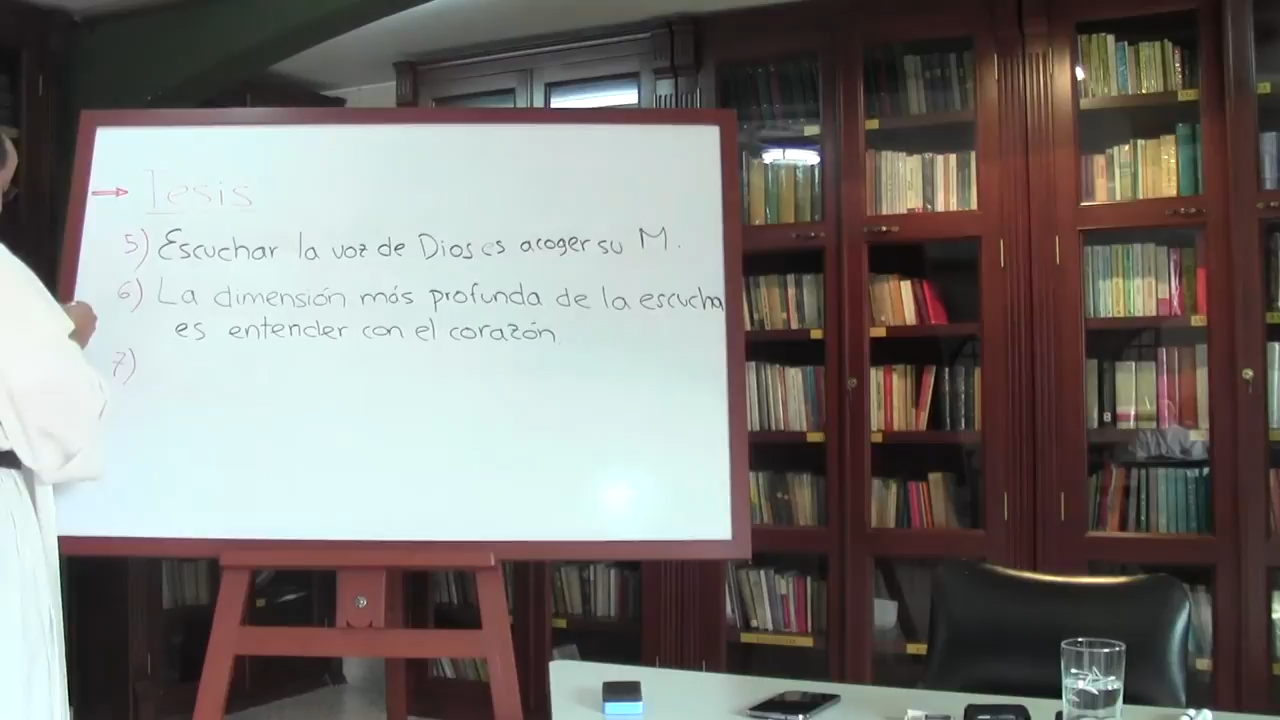 → Tesis
5) Escuchar la voz de Dios es acoger su M.
6) La dimensión más profunda de la escucha
es entender con el corazón
7)